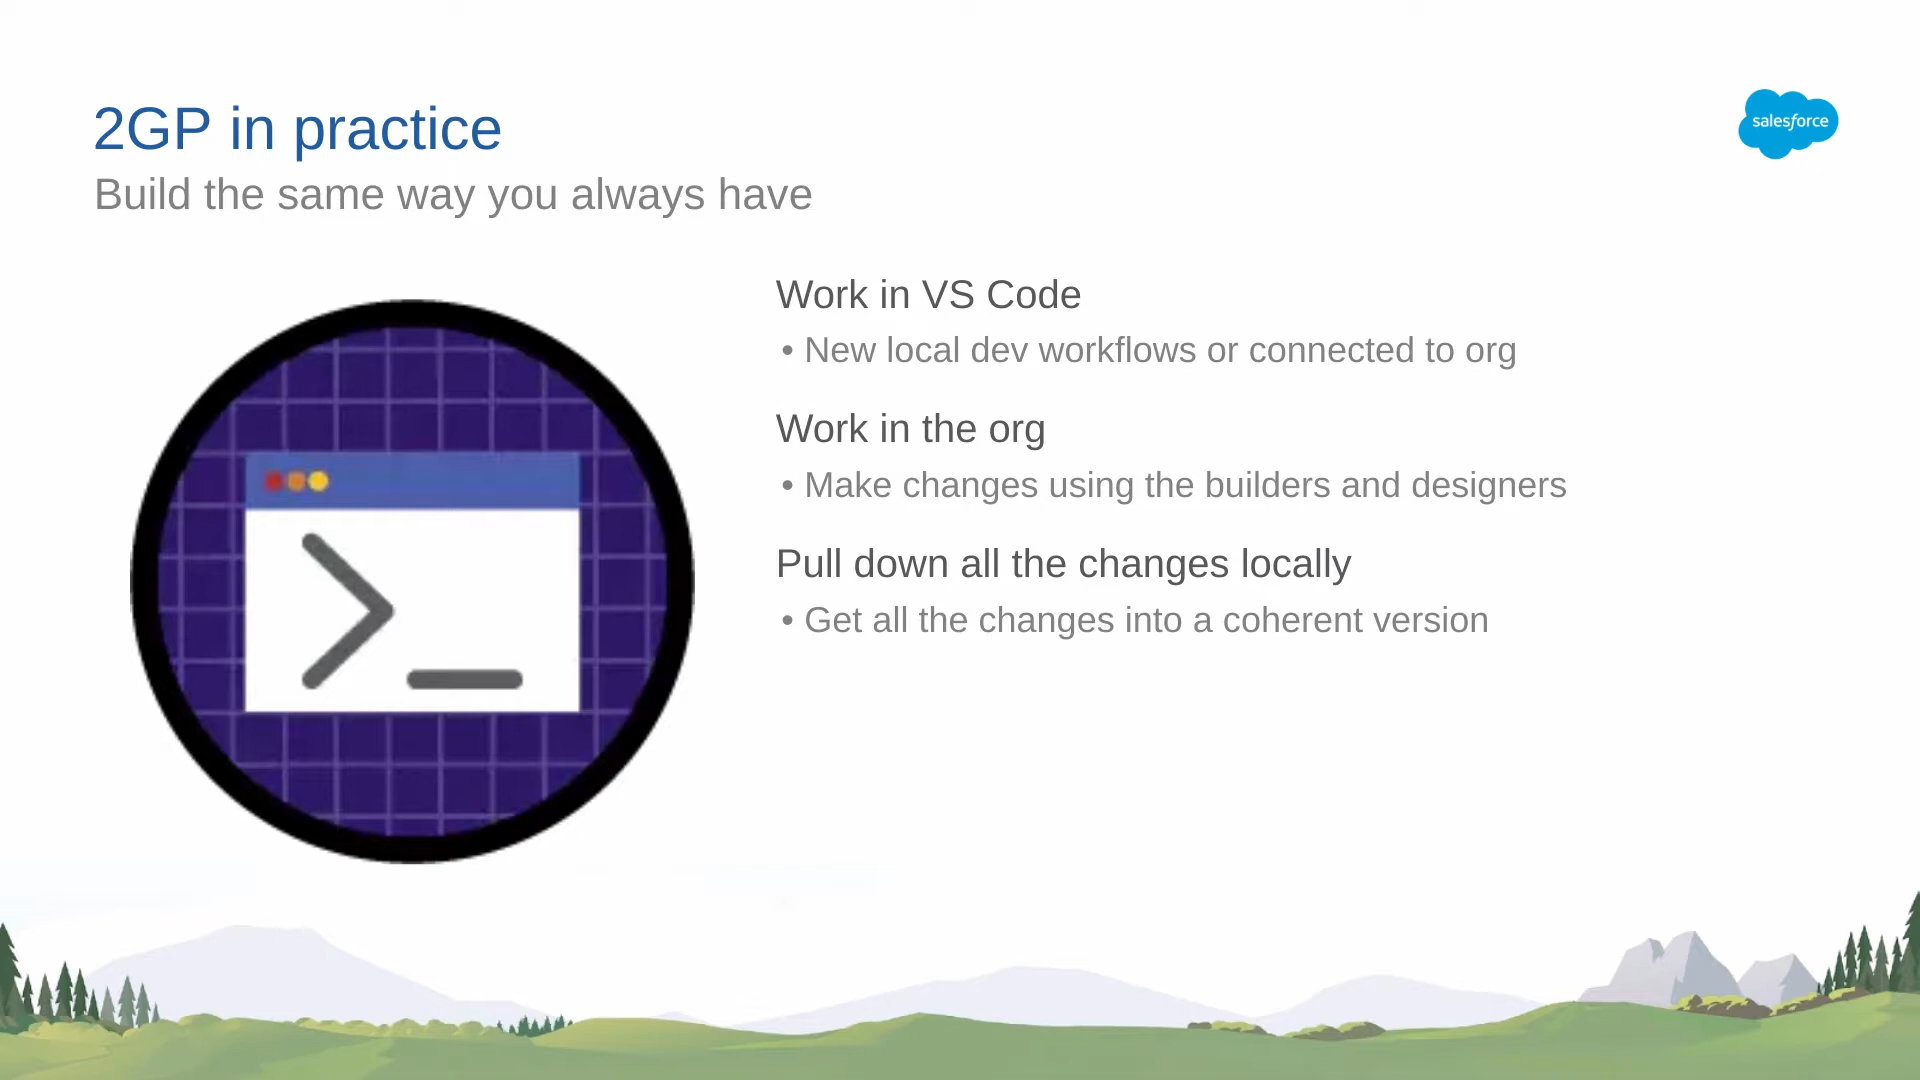 2GP in practice
Build the same way you always have
salesforce
Work in VS Code
• New local dev workflows or connected to org
Work in the org
• Make changes using the builders and designers
Pull down all the changes locally
• Get all the changes into a coherent version